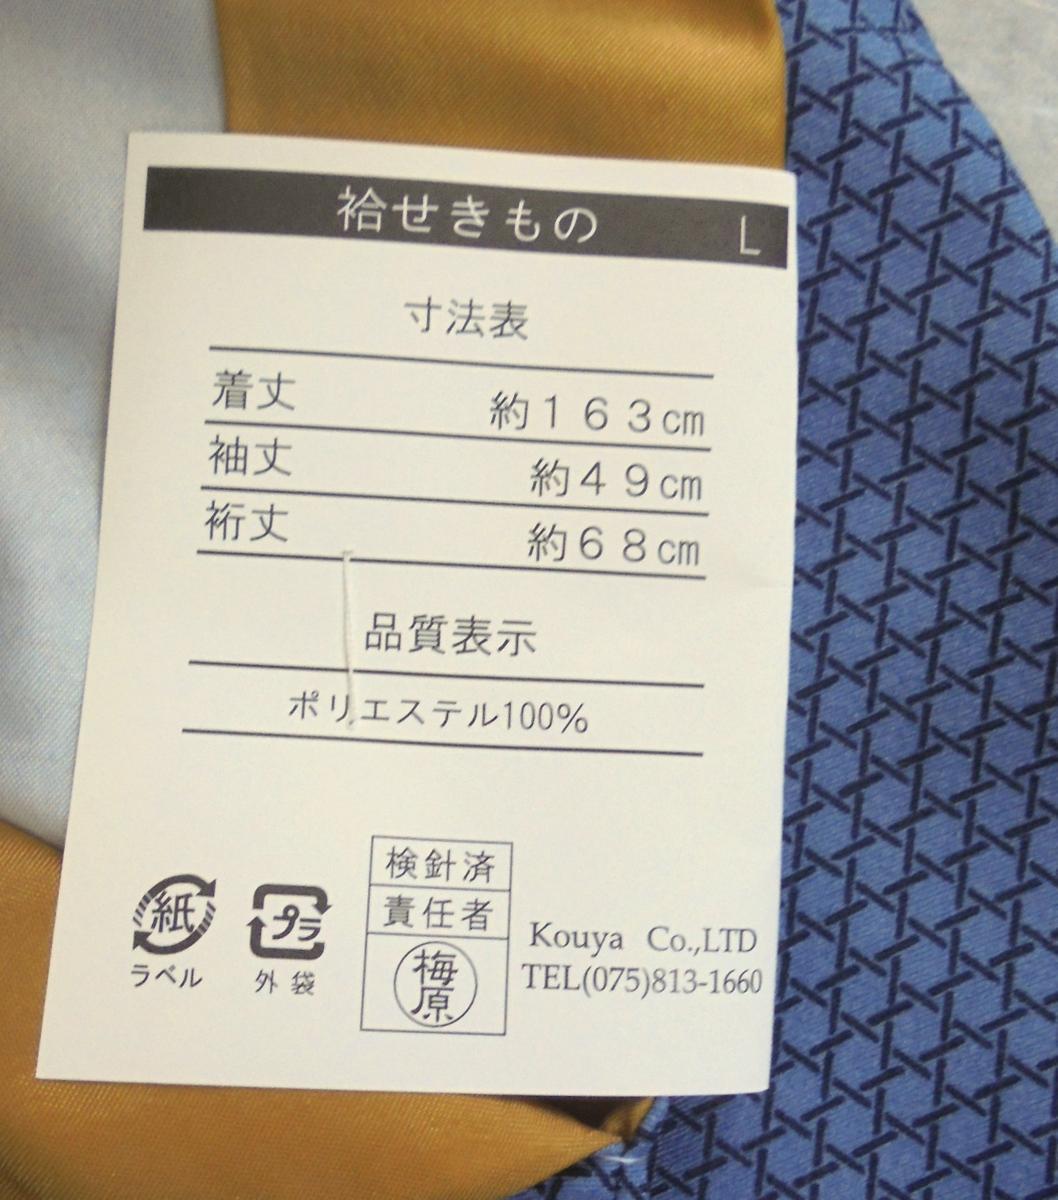 袷せきもの L
寸法表
着丈 約１６３cm
袖丈 約４９cm
裄丈 約６８cm
品質表示
ポリエステル100%
紙
ラベル
プラ
外袋
検針済
責任者
梅原
Kouya Co.,LTD
TEL(075)813-1660